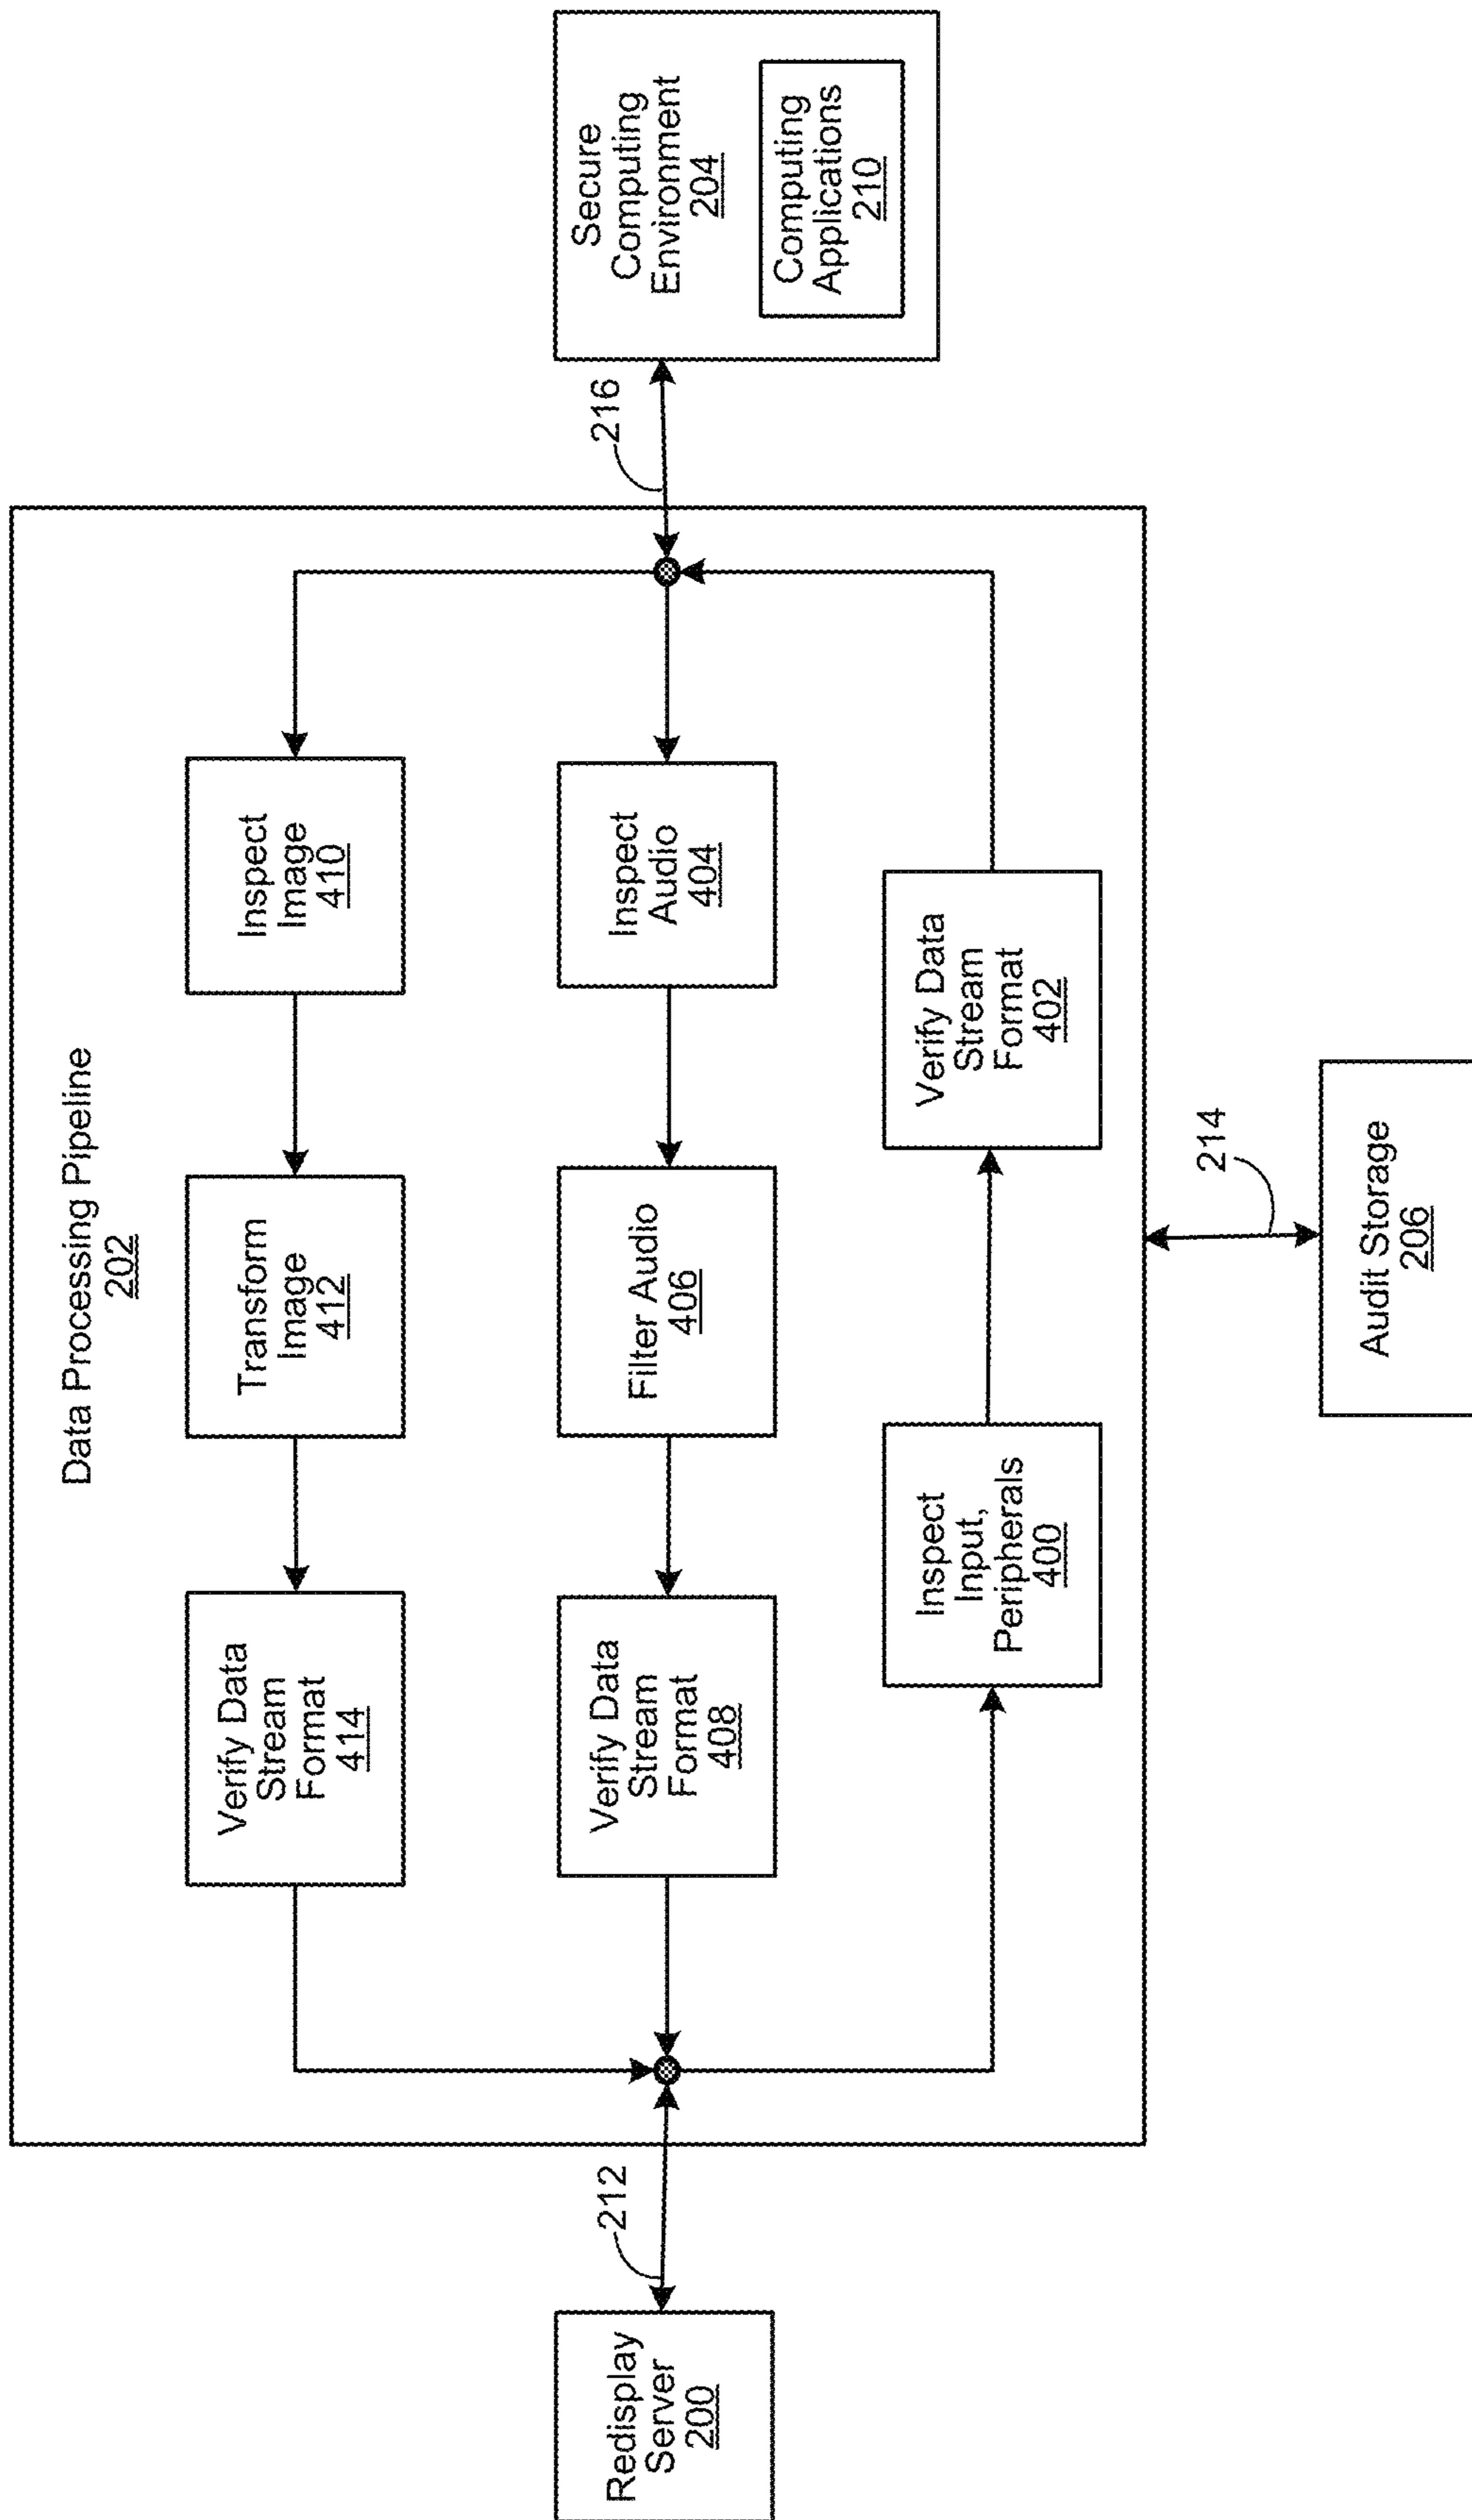 Data Processing Pipeline
202
Verify Data
Stream
Format
414
Transform
Image
412
Inspect
Image
410
Redisplay
Server
200
212
Verify Data
Stream
Format
408
Filter Audio
406
Inspect
Audio
404
216
Secure
Computing
Environment
204
Computing
Applications
210
Inspect
Input,
Peripherals
400
Verify Data
Stream
Format
402
214
Audit Storage
206